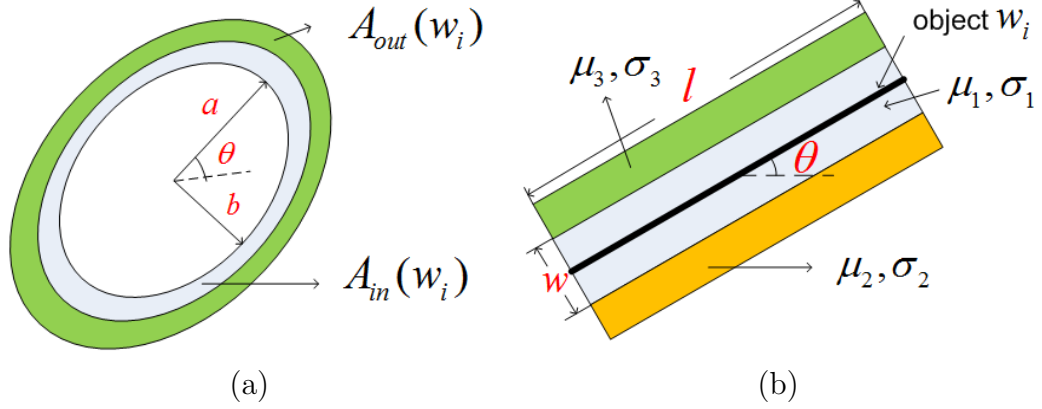 A_out(w_i)
a
θ
b
A_in(w_i)
(a)
object w_i
μ_3, σ_3
l
μ_1, σ_1
θ
w
μ_2, σ_2
(b)